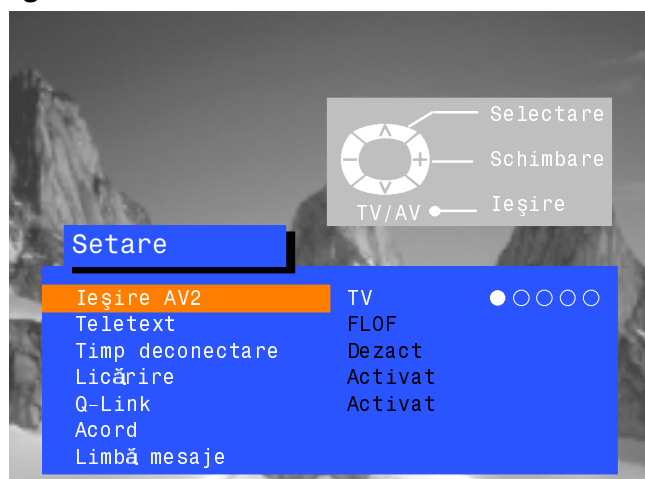 Selectare
Schimbare
TV/AV Ieşire
Setare
Ieşire AV2 TV
Teletext FLOF
Timp deconectare Dezact
Licărire Activat
Q-Link Activat
Acord
Limbă mesaje